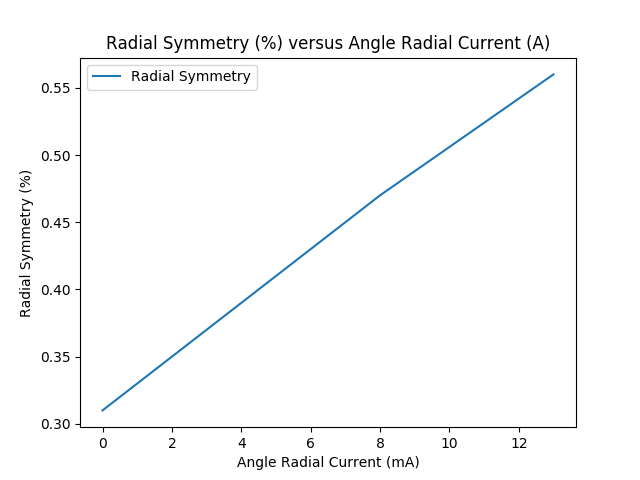 Radial Symmetry (%) versus Angle Radial Current (A)
Radial Symmetry
Radial Symmetry (%)
0.55
0.50
0.45
0.40
0.35
0.30
0 2 4 6 8 10 12
Angle Radial Current (mA)